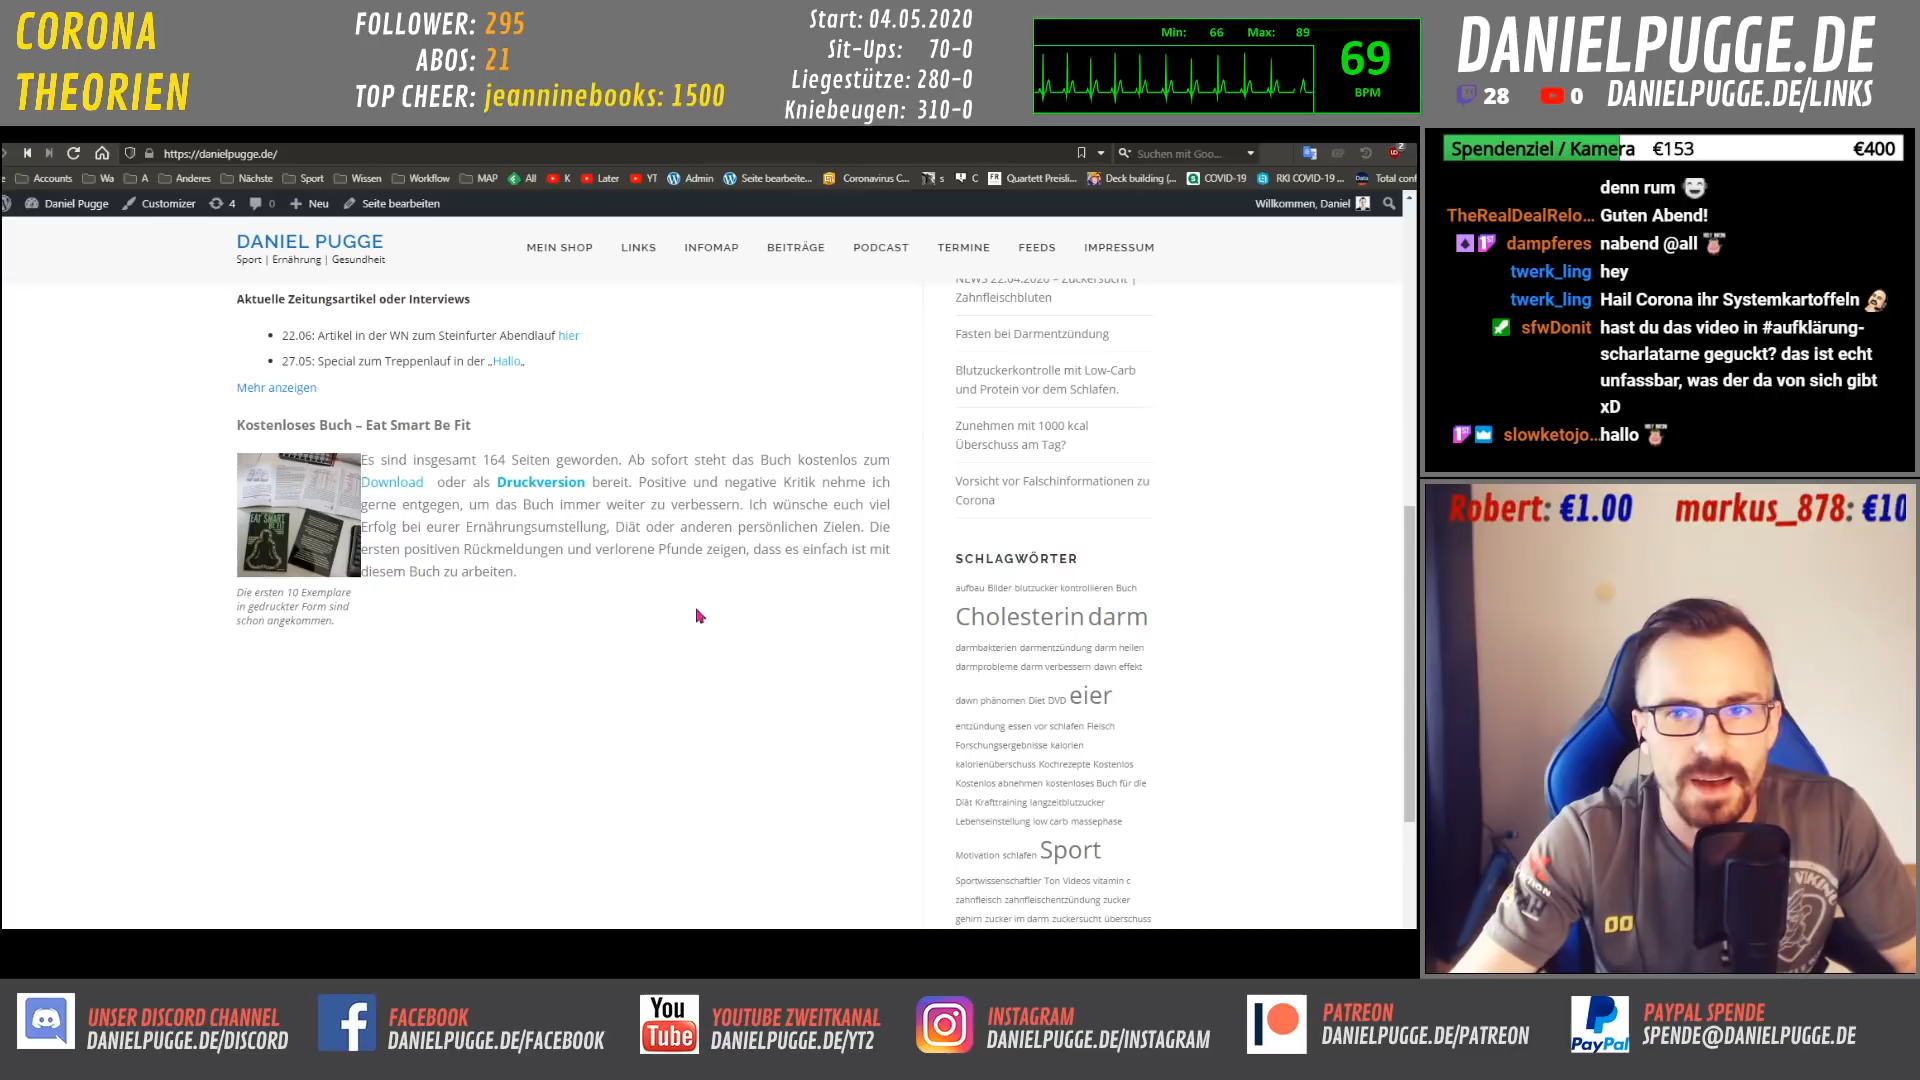 CORONA
THEORIEN
FOLLOWER: 295
ABOS: 21
TOP CHEER: jeanninebooks: 1500
Start: 04.05.2020
Sit-Ups: 70-0
Liegestütze: 280-0
Kniebeugen: 310-0
Min: 66 Max: 89
69
BPM
DANIELPUGGE.DE
28 0 DANIELPUGGE.DE/LINKS
https://danielpugge.de/
Suchen mit Goo...
Accounts Wa A Anderes Nächste Sport Wissen Workflow MAP All K Later YT Admin Seite bearbeite... Coronavirus C... s C Quartett Preisli... Deck building (... COVID-19 RKI COVID-19 ... Total conf
Daniel Pugge Customizer 4 0 Neu Seite bearbeiten Willkommen, Daniel
DANIEL PUGGE
Sport | Ernährung | Gesundheit
MEIN SHOP LINKS INFOMAP BEITRÄGE PODCAST TERMINE FEEDS IMPRESSUM
Aktuelle Zeitungsartikel oder Interviews
22.06: Artikel in der WN zum Steinfurter Abendlauf hier
27.05: Special zum Treppenlauf in der „Hallo„
Mehr anzeigen
Kostenloses Buch – Eat Smart Be Fit
Es sind insgesamt 164 Seiten geworden. Ab sofort steht das Buch kostenlos zum
Download oder als Druckversion bereit. Positive und negative Kritik nehme ich
gerne entgegen, um das Buch immer weiter zu verbessern. Ich wünsche euch viel
Erfolg bei eurer Ernährungsumstellung, Diät oder anderen persönlichen Zielen. Die
ersten positiven Rückmeldungen und verlorene Pfunde zeigen, dass es einfach ist mit
diesem Buch zu arbeiten.
EAT SMART
BE FIT
Die ersten 10 Exemplare
in gedruckter Form sind
schon angekommen.
NEWS 22.04.2020 – Zuckersucht |
Zahnfleischbluten
Fasten bei Darmentzündung
Blutzuckerkontrolle mit Low-Carb
und Protein vor dem Schlafen.
Zunehmen mit 1000 kcal
Überschuss am Tag?
Vorsicht vor Falschinformationen zu
Corona
SCHLAGWÖRTER
aufbau Bilder blutzucker kontrollieren Buch
Cholesterin darm
darmbakterien darmentzündung darm heilen
darmprobleme darm verbessern dawn effekt
dawn phänomen Diet DVD eier
entzündung essen vor schlafen Fleisch
Forschungsergebnisse kalorien
kalorienüberschuss Kochrezepte Kostenlos
Kostenlos abnehmen kostenloses Buch für die
Diät Krafttraining langzeitblutzucker
Lebenseinstellung low carb massephase
Motivation schlafen Sport
Sportwissenschaftler Ton Videos vitamin c
zahnfleisch zahnfleischentzündung zucker
gehirn zucker im darm zuckersucht überschuss
Spendenziel / Kamera €153 €400
denn rum
TheRealDealRelo... Guten Abend!
dampferes nabend @all
twerk_ling hey
twerk_ling Hail Corona ihr Systemkartoffeln
sfwDonit hast du das video in #aufklärung-
scharlatarne geguckt? das ist echt
unfassbar, was der da von sich gibt
xD
slowketojo... hallo
Robert: €1.00 markus_878: €10
UNSER DISCORD CHANNEL
DANIELPUGGE.DE/DISCORD
FACEBOOK
DANIELPUGGE.DE/FACEBOOK
You
Tube
YOUTUBE ZWEITKANAL
DANIELPUGGE.DE/YT2
INSTAGRAM
DANIELPUGGE.DE/INSTAGRAM
PATREON
DANIELPUGGE.DE/PATREON
PayPal
PAYPAL SPENDE
SPENDE@DANIELPUGGE.DE